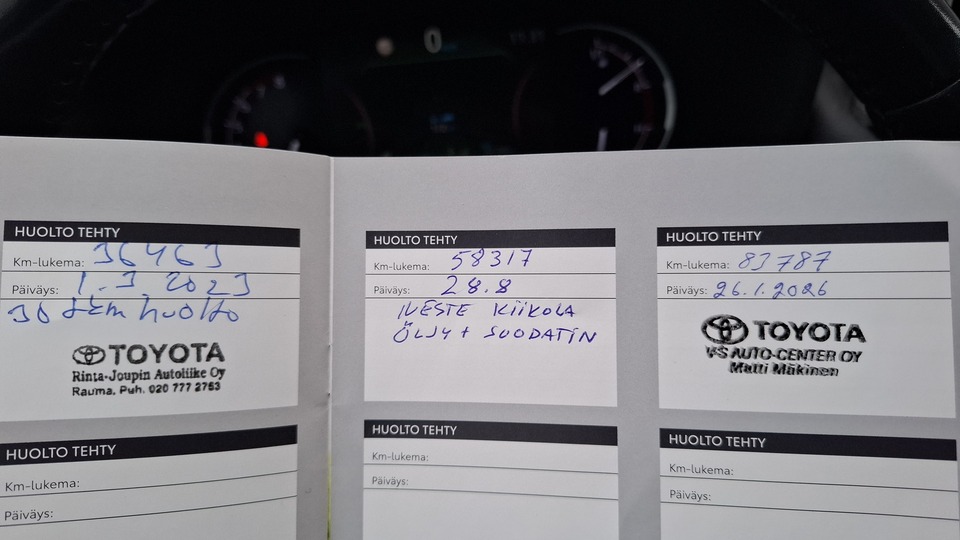 HUOLTO TEHTY
Km-lukema: 36463
Päiväys: 1.3.2023
30 tkm huolto
TOYOTA
Rinta-Joupin Autoliike Oy
Rauma. Puh. 020 777 2763
HUOLTO TEHTY
Km-lukema: 58317
Päiväys: 28.8
NESTE KIIKOLA
ÖLJY + SUODATIN
HUOLTO TEHTY
Km-lukema: 83787
Päiväys: 26.1.2026
TOYOTA
V-S AUTO-CENTER OY
Matti Mäkinen
HUOLTO TEHTY
Km-lukema:
Päiväys:
HUOLTO TEHTY
Km-lukema:
Päiväys:
HUOLTO TEHTY
Km-lukema:
Päiväys:
0